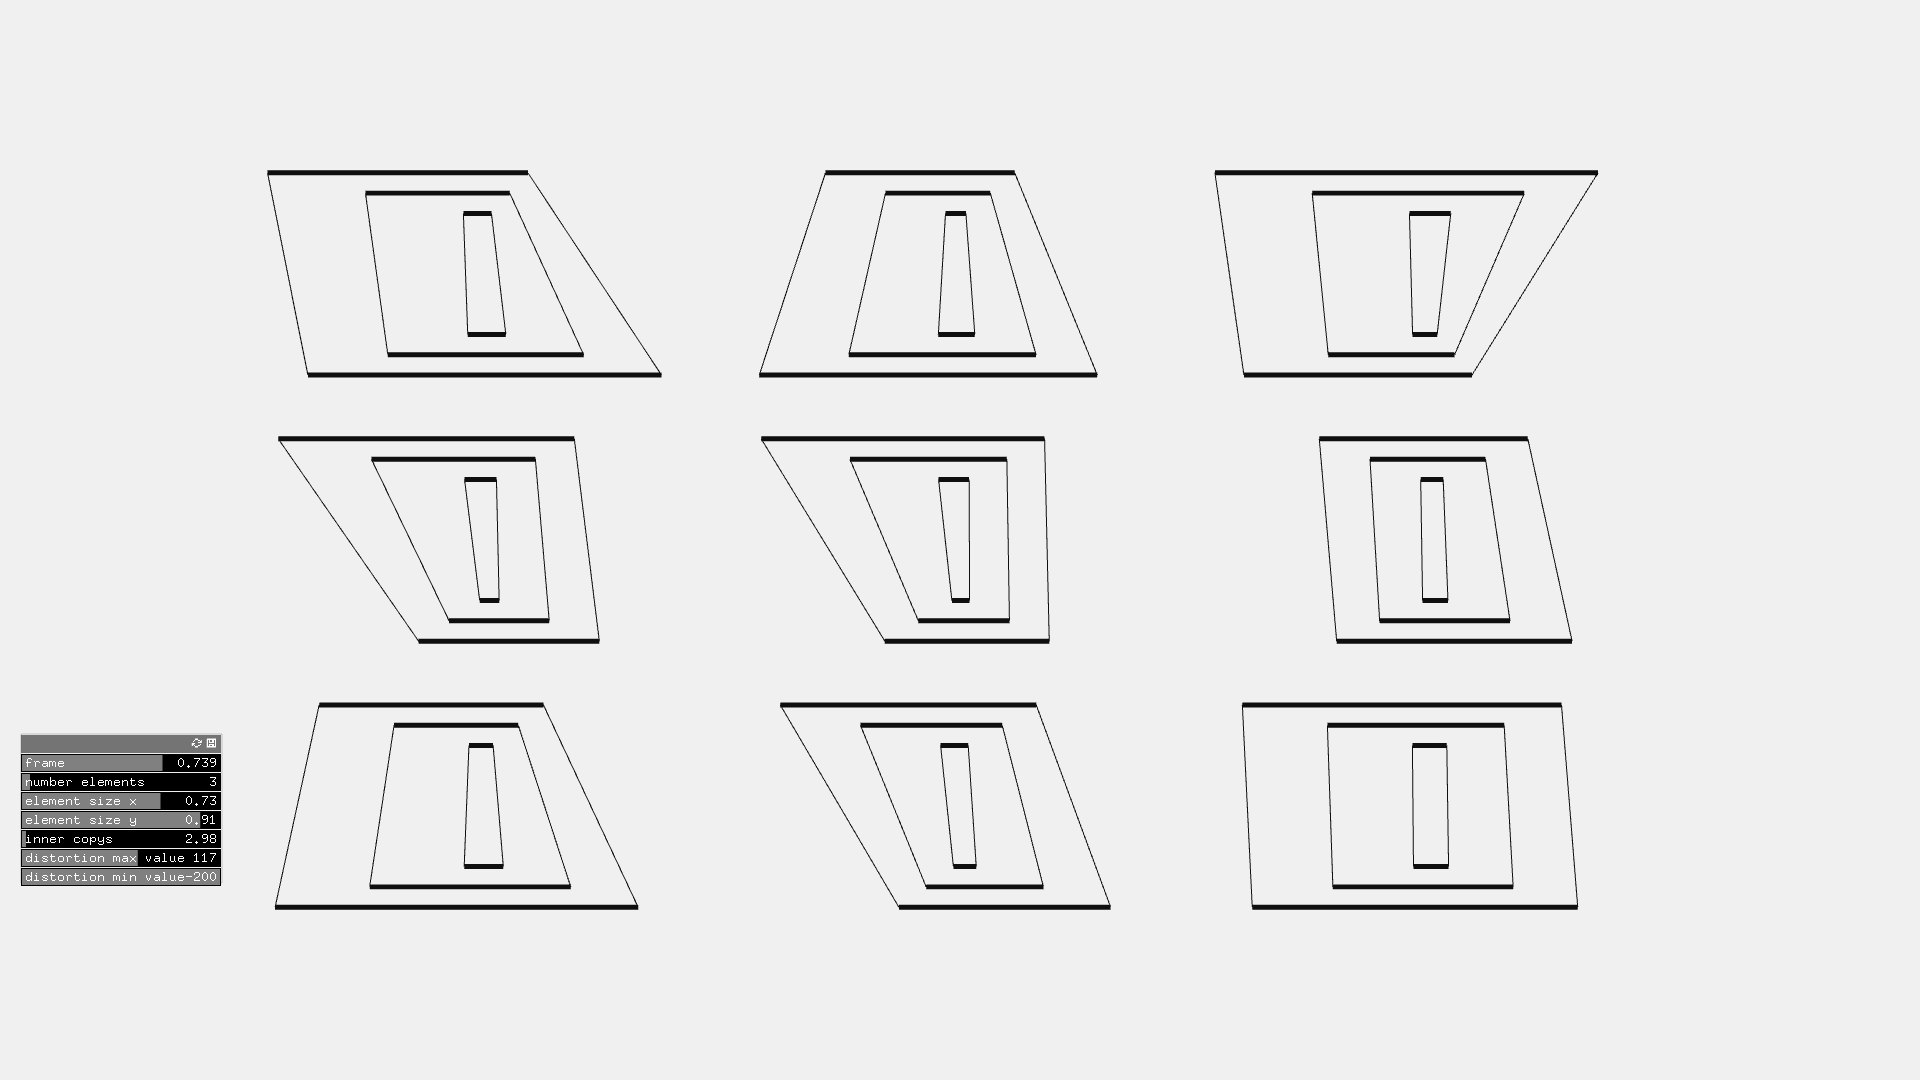 frame 0.739
number elements 3
element size x 0.73
element size y 0.91
inner copys 2.98
distortion max value 117
distortion min value-200